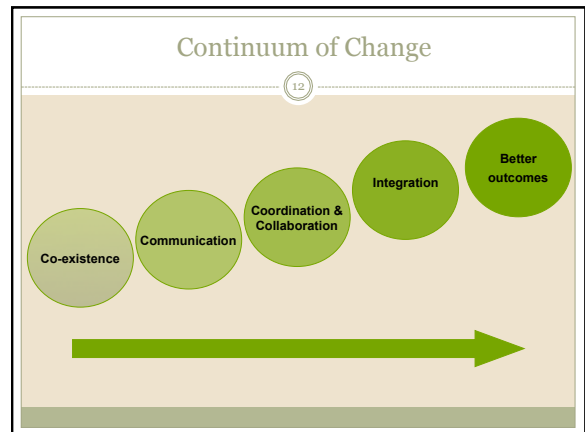 Continuum of Change
12
Co-existence
Communication
Coordination &
Collaboration
Integration
Better
outcomes